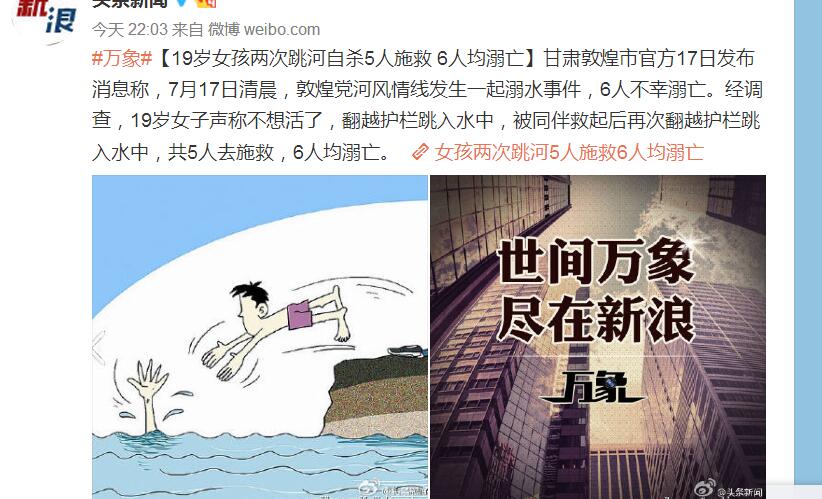 新浪
头条新闻
今天 22:03 来自 微博 weibo.com
#万象#【19岁女孩两次跳河自杀5人施救 6人均溺亡】甘肃敦煌市官方17日发布
消息称，7月17日清晨，敦煌党河风情线发生一起溺水事件，6人不幸溺亡。经调
查，19岁女子声称不想活了，翻越护栏跳入水中，被同伴救起后再次翻越护栏跳
入水中，共5人去施救，6人均溺亡。 女孩两次跳河5人施救6人均溺亡
世间万象
尽在新浪
万象
@头条新闻